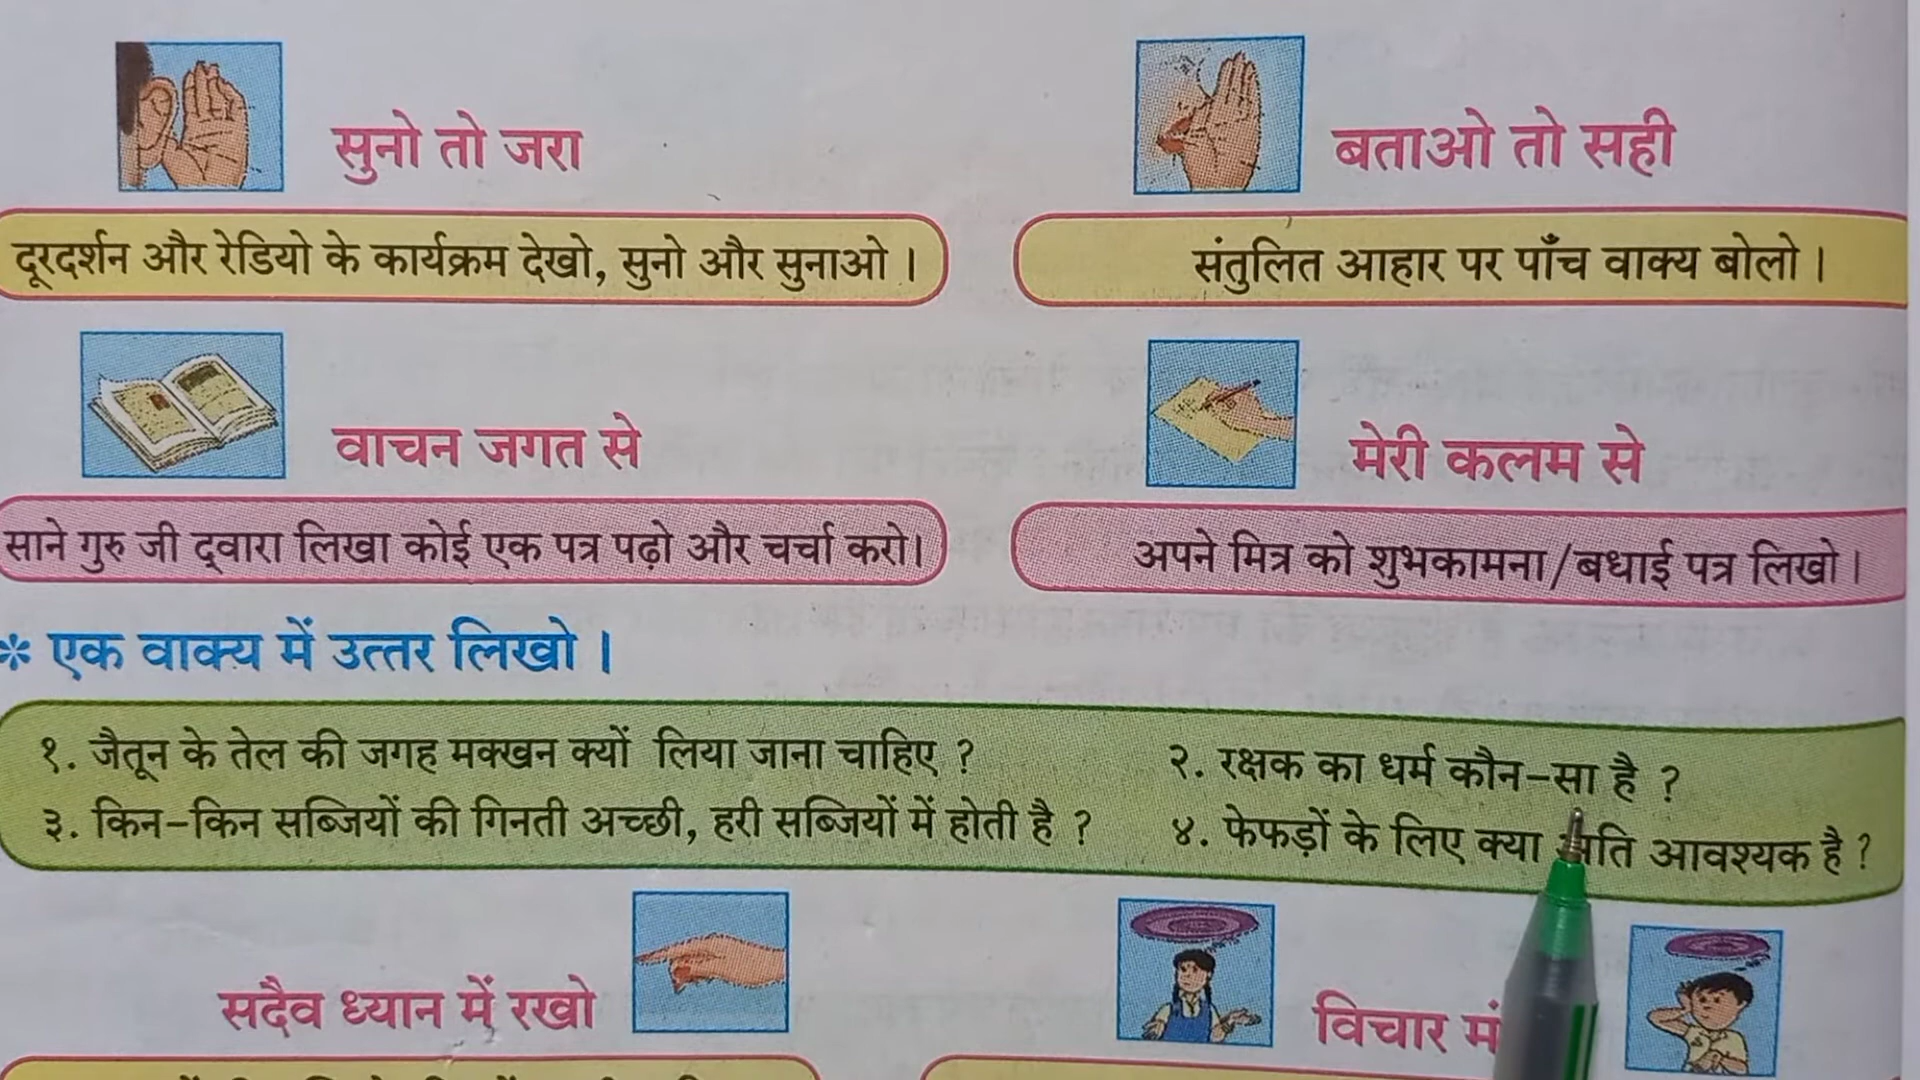 सुनो तो जरा
बताओ तो सही
दूरदर्शन और रेडियो के कार्यक्रम देखो, सुनो और सुनाओ ।
संतुलित आहार पर पाँच वाक्य बोलो ।
वाचन जगत से
मेरी कलम से
साने गुरु जी द्वारा लिखा कोई एक पत्र पढ़ो और चर्चा करो।
अपने मित्र को शुभकामना/बधाई पत्र लिखो ।
* एक वाक्य में उत्तर लिखो ।
१. जैतून के तेल की जगह मक्खन क्यों लिया जाना चाहिए ?
२. रक्षक का धर्म कौन-सा है ?
३. किन-किन सब्जियों की गिनती अच्छी, हरी सब्जियों में होती है ?
४. फेफड़ों के लिए क्या अति आवश्यक है ?
सदैव ध्यान में रखो
विचार मं